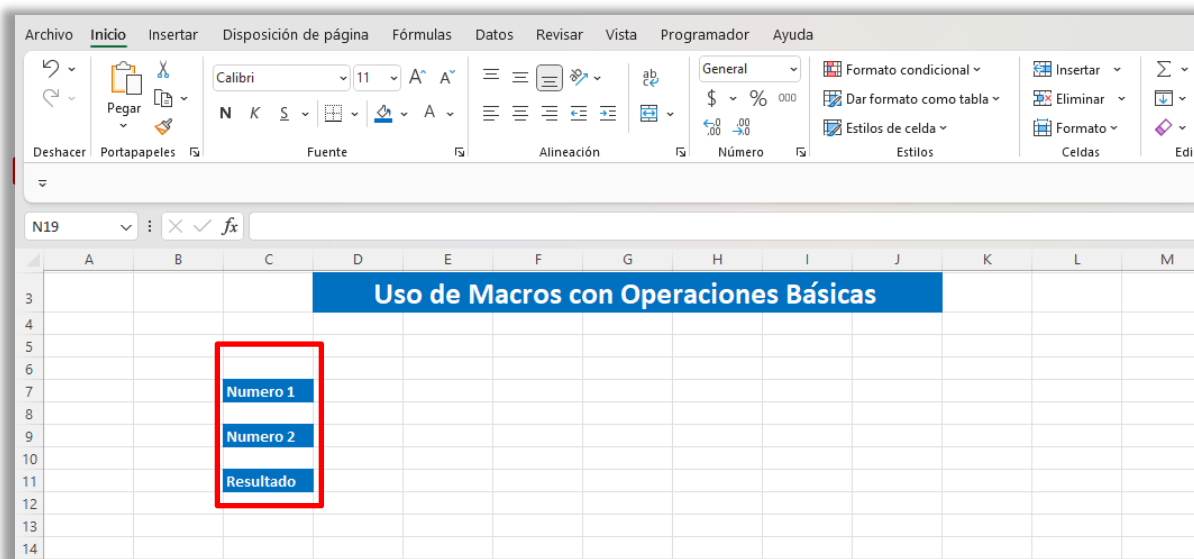 Archivo Inicio Insertar Disposición de página Fórmulas Datos Revisar Vista Programador Ayuda
Calibri 11 A A ab General Formato condicional Insertar
Pegar N K S A $ % 000 Dar formato como tabla Eliminar
Estilos de celda Formato
Deshacer Portapapeles Fuente Alineación Número Estilos Celdas Edi
N19 fx
A B C D E F G H I J K L M
3 Uso de Macros con Operaciones Básicas
4
5
6
7 Numero 1
8
9 Numero 2
10
11 Resultado
12
13
14